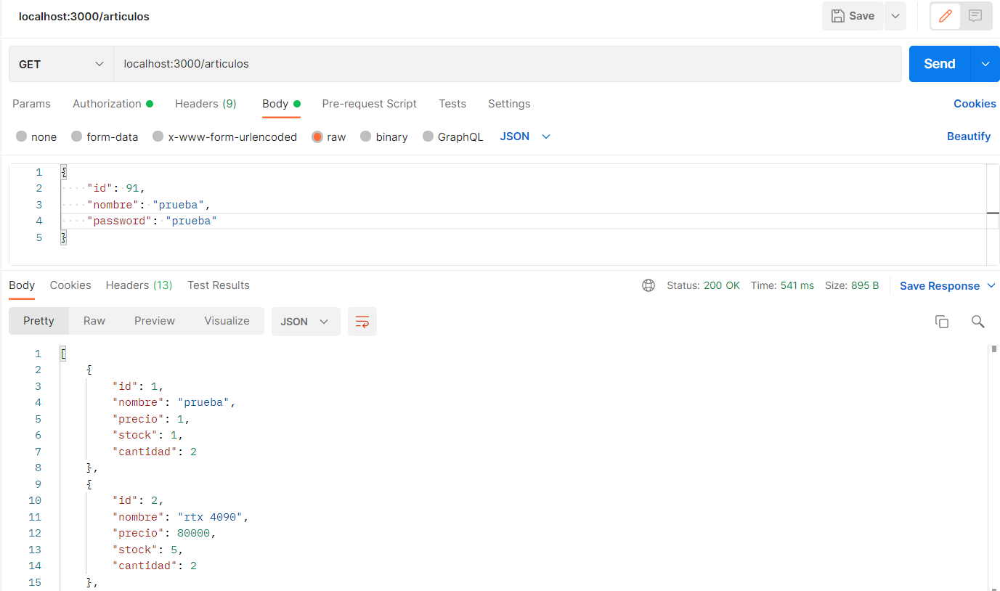 localhost:3000/articulos
Save
GET localhost:3000/articulos Send
Params Authorization Headers (9) Body Pre-request Script Tests Settings Cookies
none form-data x-www-form-urlencoded raw binary GraphQL JSON Beautify
1 {
2 "id": 91,
3 "nombre": "prueba",
4 "password": "prueba"
5 }
Body Cookies Headers (13) Test Results Status: 200 OK Time: 541 ms Size: 895 B Save Response
Pretty Raw Preview Visualize JSON
1 [
2 {
3 "id": 1,
4 "nombre": "prueba",
5 "precio": 1,
6 "stock": 1,
7 "cantidad": 2
8 },
9 {
10 "id": 2,
11 "nombre": "rtx 4090",
12 "precio": 80000,
13 "stock": 5,
14 "cantidad": 2
15 },